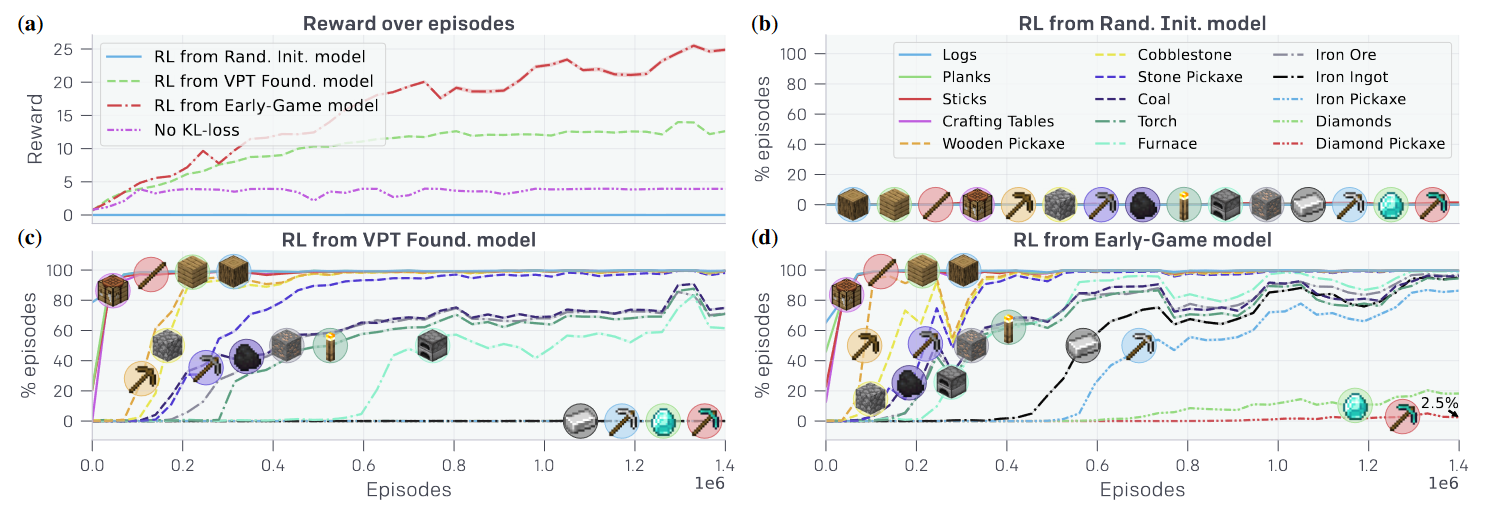 (a)
Reward over episodes
Reward
25
20
15
10
5
0
RL from Rand. Init. model
RL from VPT Found. model
RL from Early-Game model
No KL-loss
(b)
RL from Rand. Init. model
% episodes
100
80
60
40
20
0
Logs
Planks
Sticks
Crafting Tables
Wooden Pickaxe
Cobblestone
Stone Pickaxe
Coal
Torch
Furnace
Iron Ore
Iron Ingot
Iron Pickaxe
Diamonds
Diamond Pickaxe
(c)
RL from VPT Found. model
% episodes
100
80
60
40
20
0
0.0 0.2 0.4 0.6 0.8 1.0 1.2 1.4
1e6
Episodes
(d)
RL from Early-Game model
% episodes
100
80
60
40
20
0
2.5%
0.0 0.2 0.4 0.6 0.8 1.0 1.2 1.4
1e6
Episodes